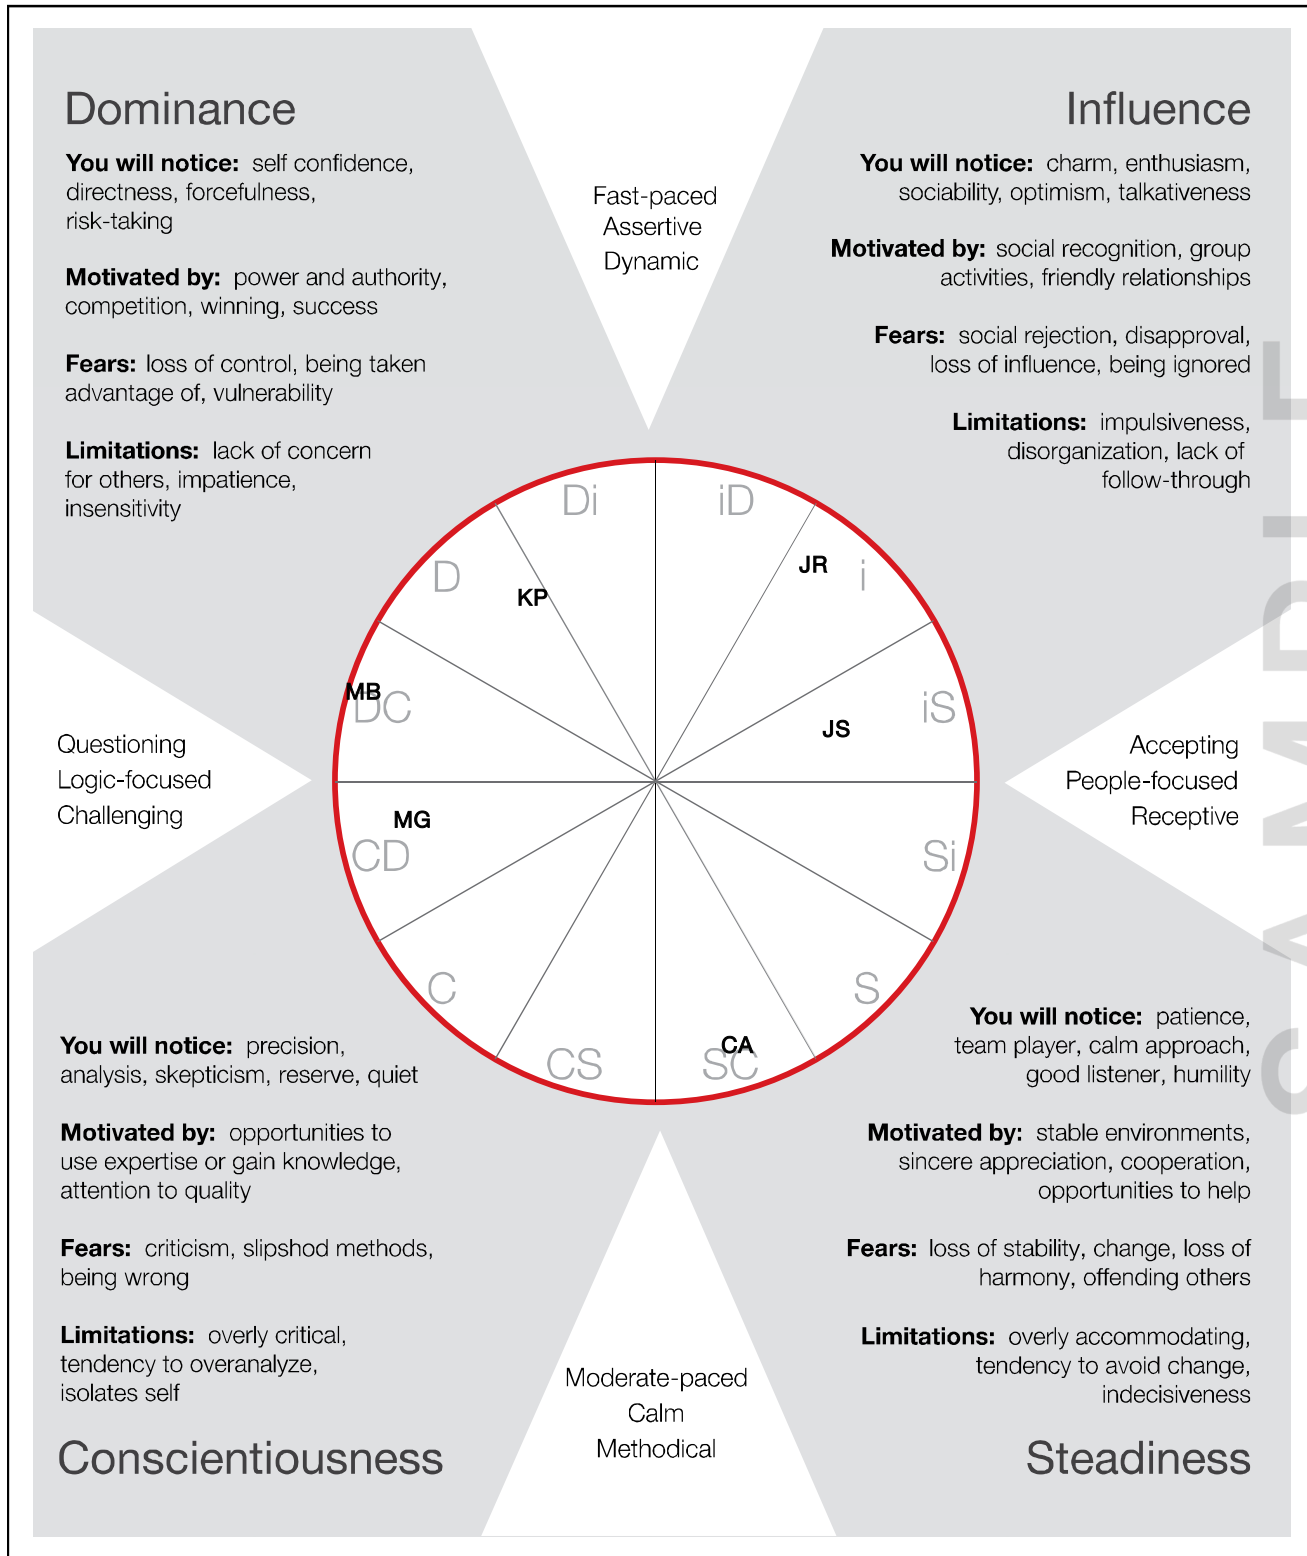 Dominance
You will notice: self confidence,
directness, forcefulness,
risk-taking
Motivated by: power and authority,
competition, winning, success
Fears: loss of control, being taken
advantage of, vulnerability
Limitations: lack of concern
for others, impatience,
insensitivity
Fast-paced
Assertive
Dynamic
Influence
You will notice: charm, enthusiasm,
sociability, optimism, talkativeness
Motivated by: social recognition, group
activities, friendly relationships
Fears: social rejection, disapproval,
loss of influence, being ignored
Limitations: impulsiveness,
disorganization, lack of
follow-through
Di
iD
D
KP
JR
i
MB
DC
JS
iS
MG
CD
Si
C
S
CS
CA
SC
Questioning
Logic-focused
Challenging
Accepting
People-focused
Receptive
You will notice: precision,
analysis, skepticism, reserve, quiet
Motivated by: opportunities to
use expertise or gain knowledge,
attention to quality
Fears: criticism, slipshod methods,
being wrong
Limitations: overly critical,
tendency to overanalyze,
isolates self
Conscientiousness
Moderate-paced
Calm
Methodical
You will notice: patience,
team player, calm approach,
good listener, humility
Motivated by: stable environments,
sincere appreciation, cooperation,
opportunities to help
Fears: loss of stability, change, loss of
harmony, offending others
Limitations: overly accommodating,
tendency to avoid change,
indecisiveness
Steadiness
SAMPLE